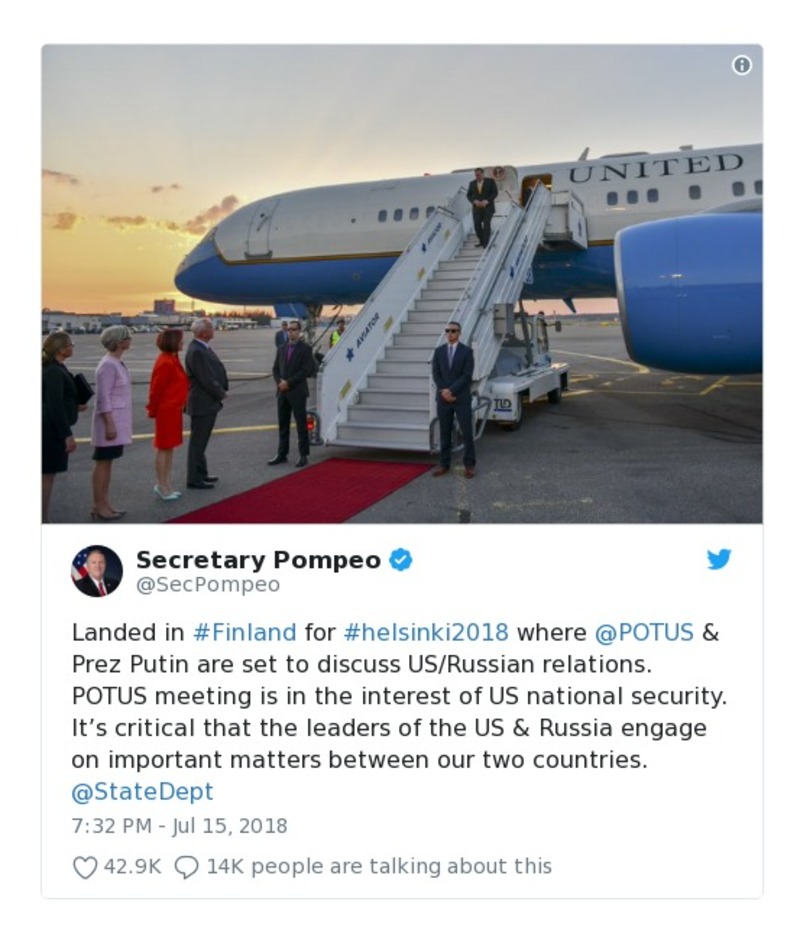 UNITED
AVIATOR
TLD
Secretary Pompeo
@SecPompeo
Landed in #Finland for #helsinki2018 where @POTUS &
Prez Putin are set to discuss US/Russian relations.
POTUS meeting is in the interest of US national security.
It’s critical that the leaders of the US & Russia engage
on important matters between our two countries.
@StateDept
7:32 PM - Jul 15, 2018
42.9K 14K people are talking about this